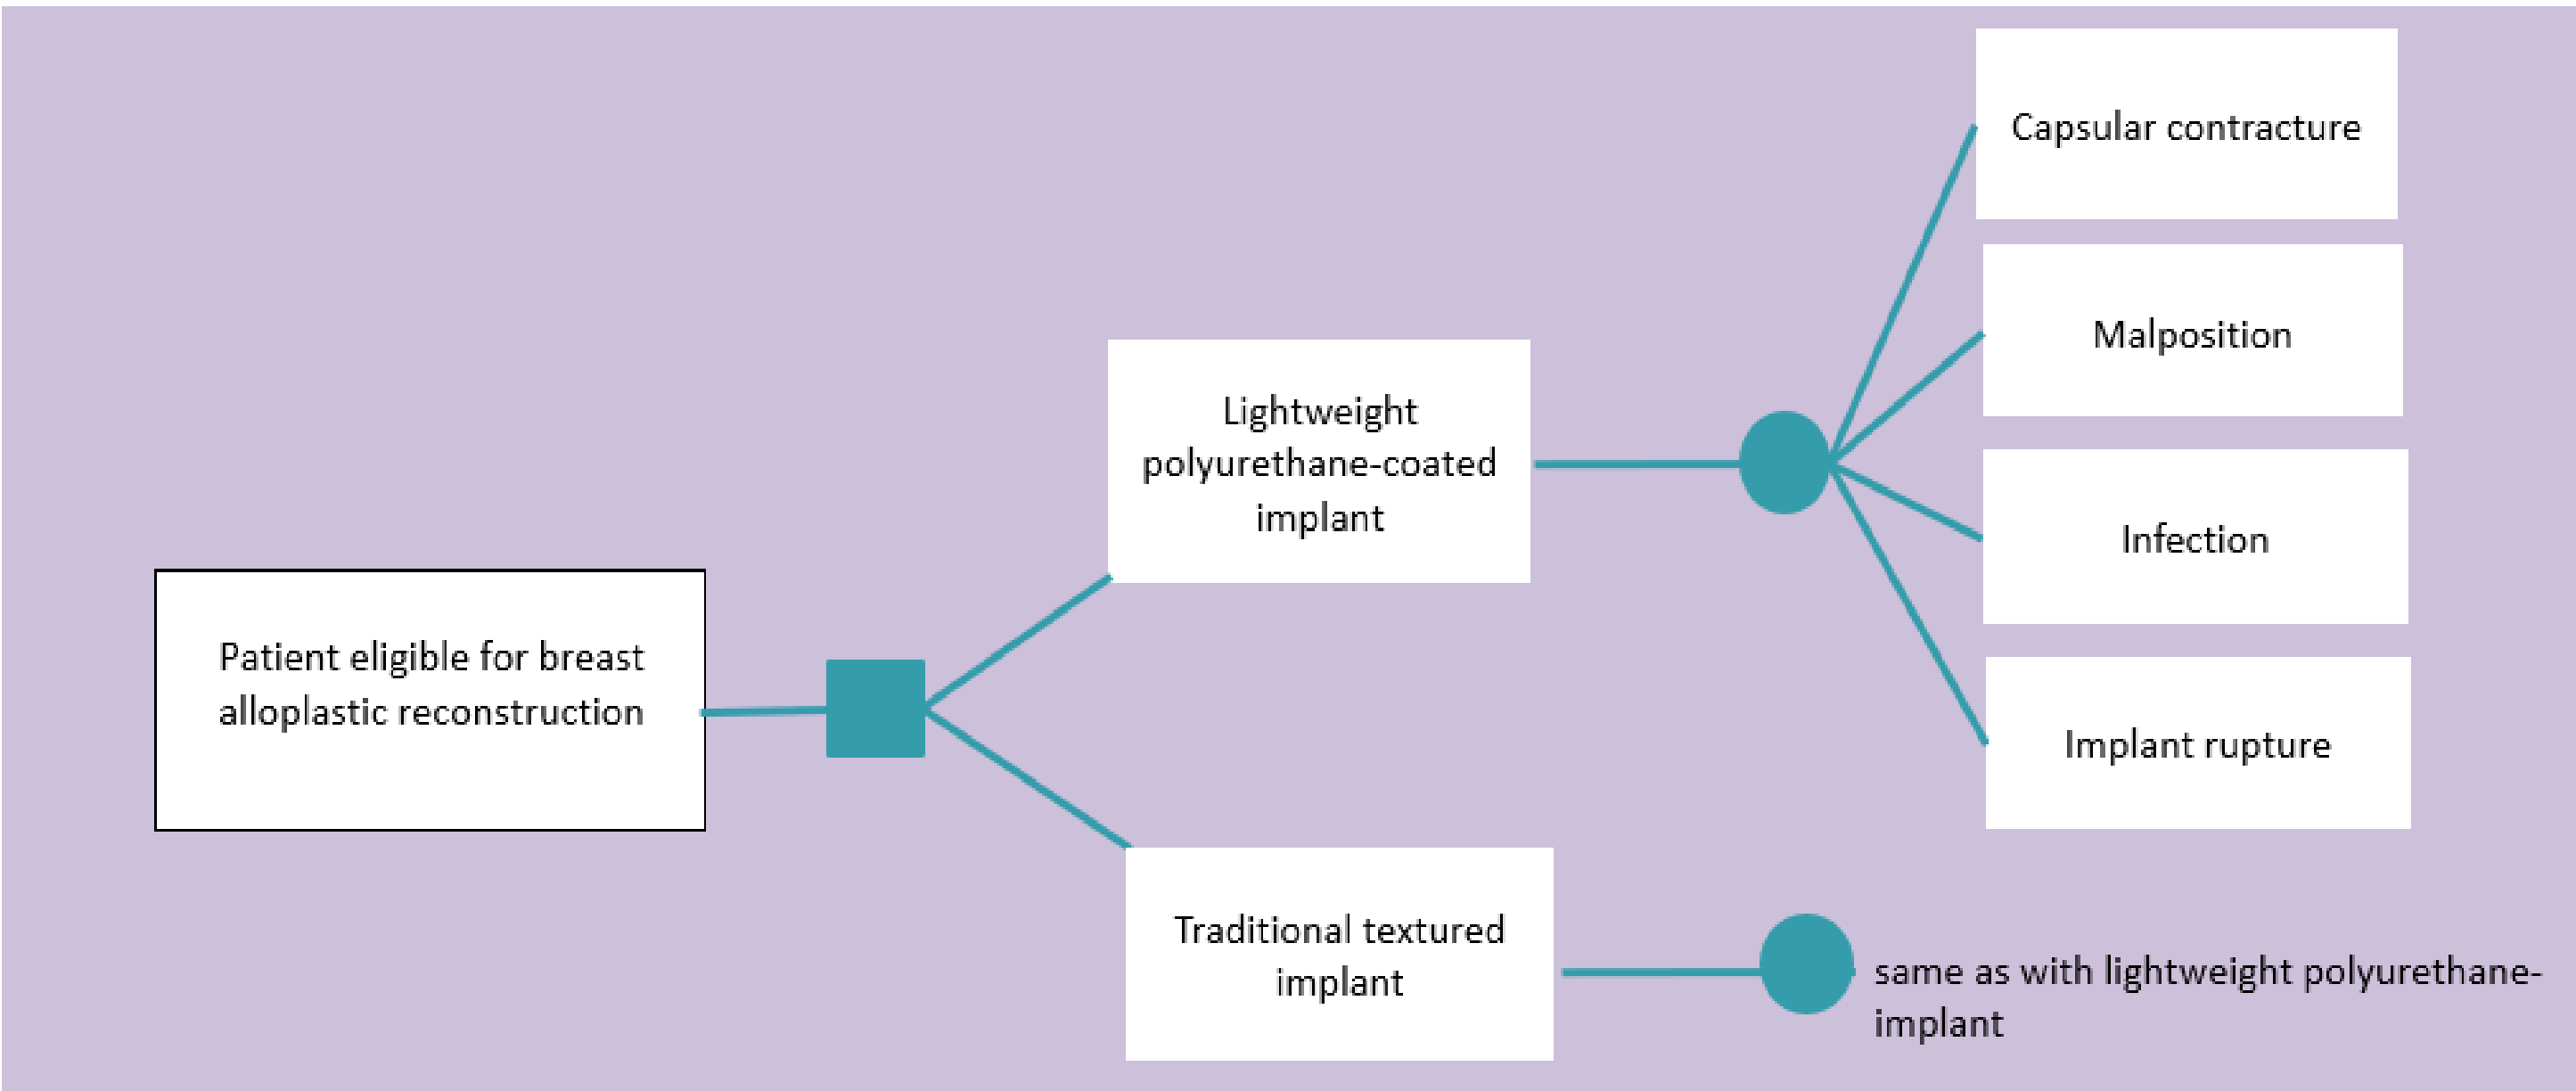 Patient eligible for breast
alloplastic reconstruction
Lightweight
polyurethane-coated
implant
Capsular contracture
Malposition
Infection
Implant rupture
Traditional textured
implant
same as with lightweight polyurethane-
implant